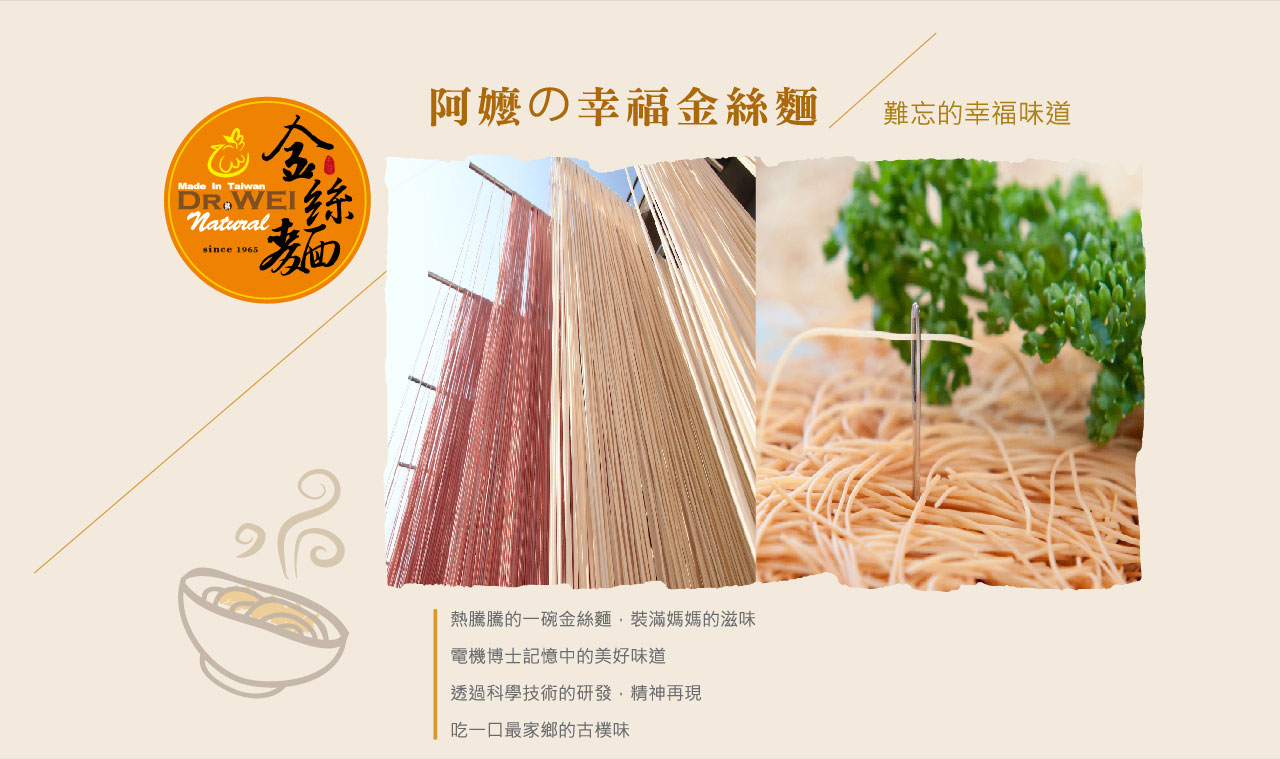 阿嬤の幸福金絲麵
難忘的幸福味道
金絲麵
Made In Taiwan
DR.WEI
Natural
since 1965
熱騰騰的一碗金絲麵，裝滿媽媽的滋味
電機博士記憶中的美好味道
透過科學技術的研發，精神再現
吃一口最家鄉的古樸味